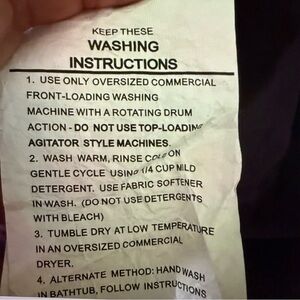 KEEP THESE
WASHING
INSTRUCTIONS
1. USE ONLY OVERSIZED COMMERCIAL
FRONT-LOADING WASHING
MACHINE WITH A ROTATING DRUM
ACTION - DO NOT USE TOP-LOADING
AGITATOR STYLE MACHINES.
2. WASH WARM, RINSE COLD ON
GENTLE CYCLE USING 1/4 CUP MILD
DETERGENT. USE FABRIC SOFTENER
IN WASH. (DO NOT USE DETERGENTS
WITH BLEACH)
3. TUMBLE DRY AT LOW TEMPERATURE
IN AN OVERSIZED COMMERCIAL
DRYER.
4. ALTERNATE METHOD: HAND WASH
IN BATHTUB, FOLLOW INSTRUCTIONS